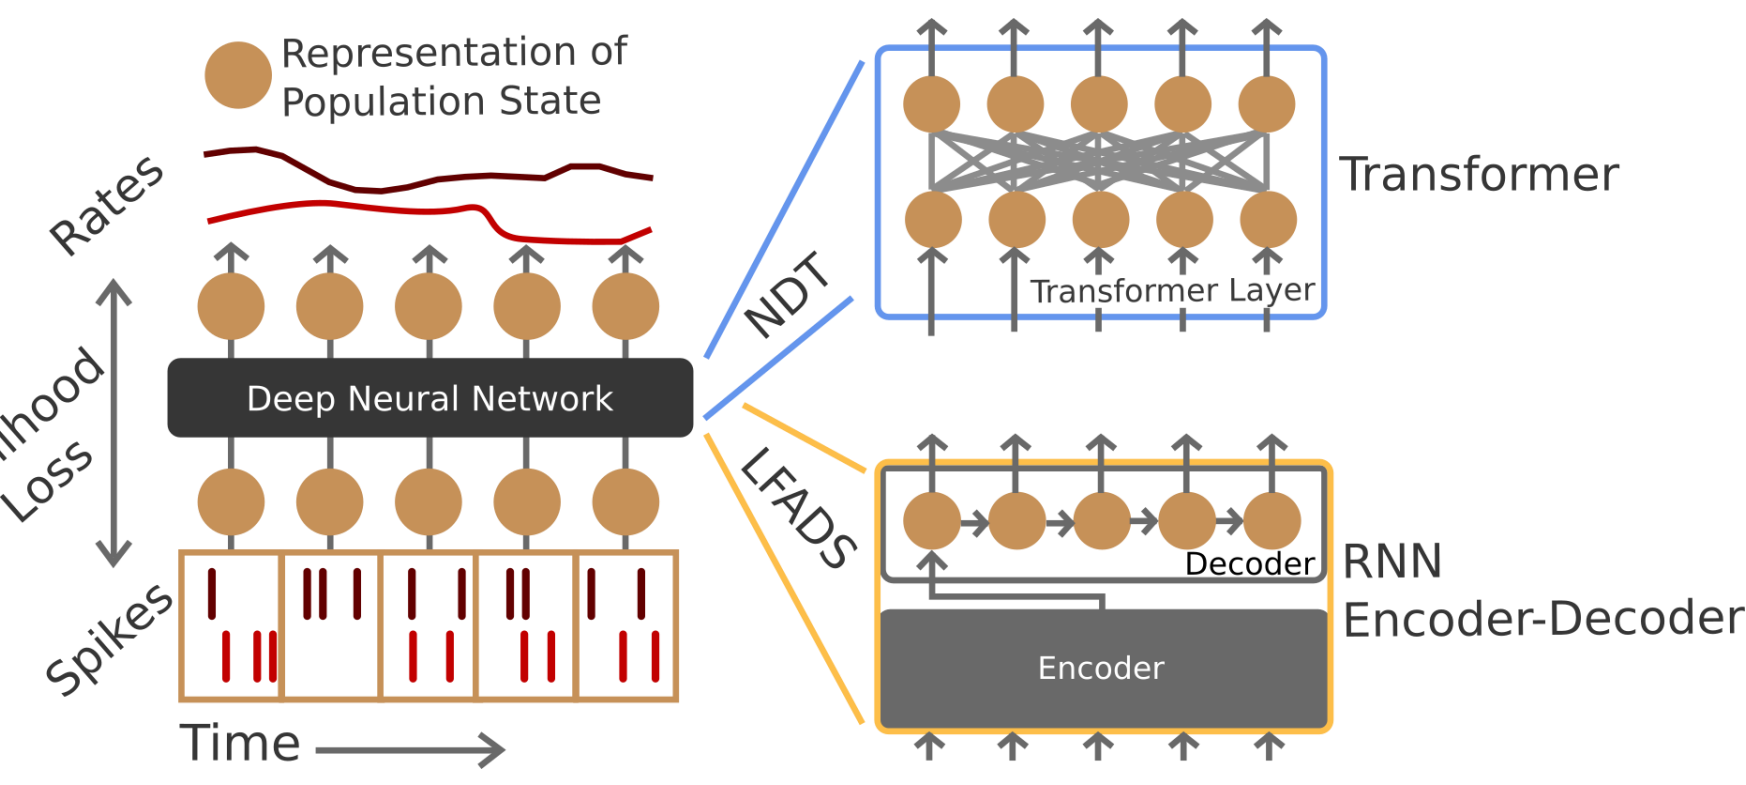 Representation of
Population State
Rates
Loss
Deep Neural Network
Spikes
Time
NDT
LFADS
Transformer Layer
Transformer
Decoder
Encoder
RNN
Encoder-Decoder